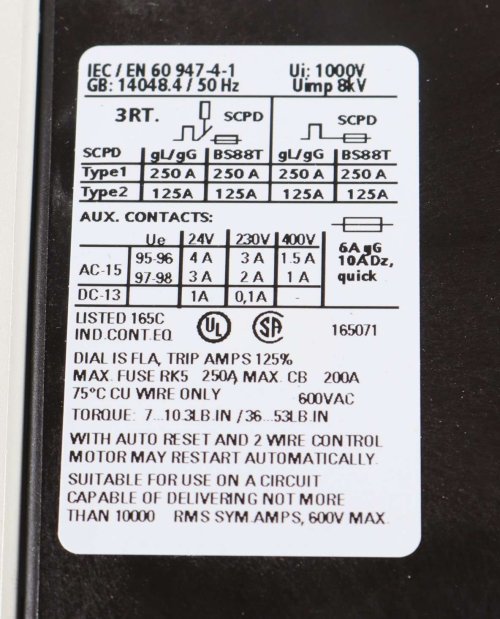 IEC / EN 60 947-4-1 Ui: 1000V
GB: 14048.4 / 50 Hz Uimp 8kV
3RT. SCPD SCPD
SCPD gL/gG BS88T gL/gG BS88T
Type1 250 A 250 A 250 A 250 A
Type2 125 A 125 A 125 A 125 A
AUX. CONTACTS:
Ue 24V 230V 400V
AC-15 95-96 4 A 3 A 1.5 A
97-98 3 A 2 A 1 A
DC-13 1A 0,1A -
6A gG
10A Dz,
quick
LISTED 165C
IND.CONT.EQ
UL SA 165071
DIAL IS FLA, TRIP AMPS 125%
MAX. FUSE RK5 250A, MAX. CB 200A
75°C CU WIRE ONLY 600VAC
TORQUE: 7...10.3LB.IN /36...53LB.IN
WITH AUTO RESET AND 2 WIRE CONTROL
MOTOR MAY RESTART AUTOMATICALLY.
SUITABLE FOR USE ON A CIRCUIT
CAPABLE OF DELIVERING NOT MORE
THAN 10000 RMS SYM.AMPS, 600V MAX.